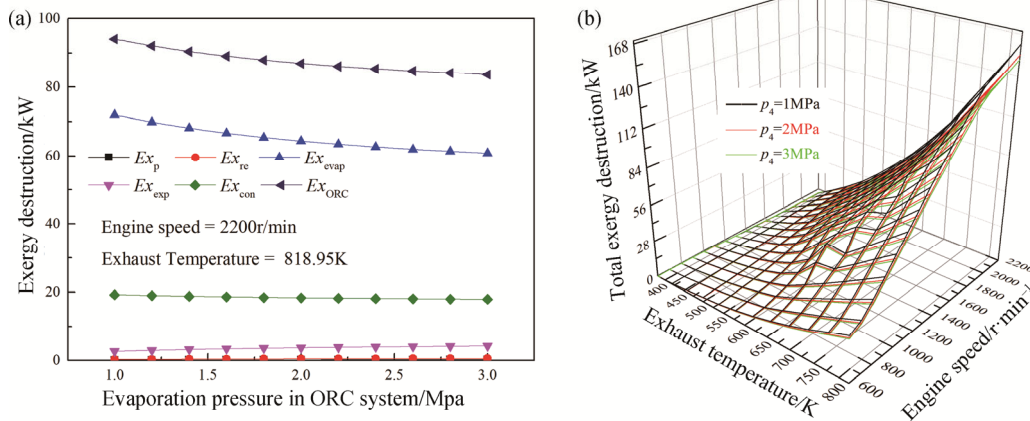 (a)
100
80
60
40
20
0
Exergy destruction/kW
Ex_p Ex_re Ex_evap
Ex_exp Ex_con Ex_ORC
Engine speed = 2200r/min
Exhaust Temperature = 818.95K
1.0 1.5 2.0 2.5 3.0
Evaporation pressure in ORC system/Mpa
(b)
168
140
112
84
56
28
0
Total exergy destruction/kW
p_4=1MPa
p_4=2MPa
p_4=3MPa
400 450 500 550 600 650 700 750 800
Exhaust temperature/K
600 800 1000 1200 1400 1600 1800 2000 2200
Engine speed/r min